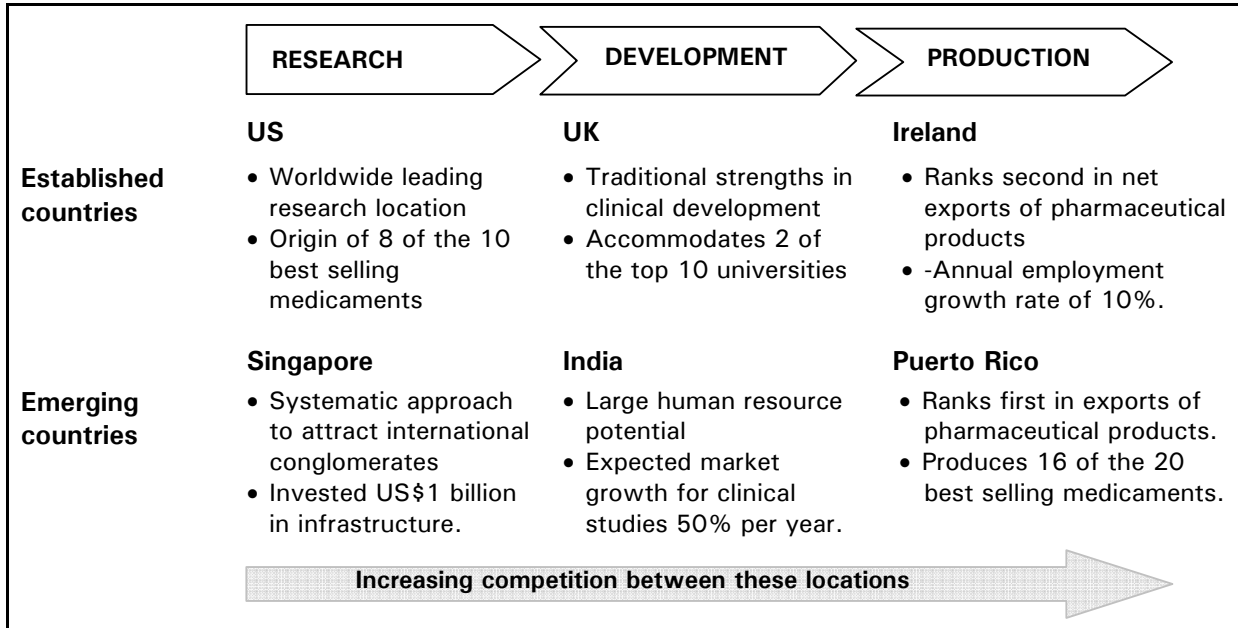 RESEARCH
DEVELOPMENT
PRODUCTION
Established
countries
US
• Worldwide leading
research location
• Origin of 8 of the 10
best selling
medicaments
UK
• Traditional strengths in
clinical development
• Accommodates 2 of
the top 10 universities
Ireland
• Ranks second in net
exports of pharmaceutical
products
• -Annual employment
growth rate of 10%.
Emerging
countries
Singapore
• Systematic approach
to attract international
conglomerates
• Invested US$1 billion
in infrastructure.
India
• Large human resource
potential
• Expected market
growth for clinical
studies 50% per year.
Puerto Rico
• Ranks first in exports of
pharmaceutical products.
• Produces 16 of the 20
best selling medicaments.
Increasing competition between these locations